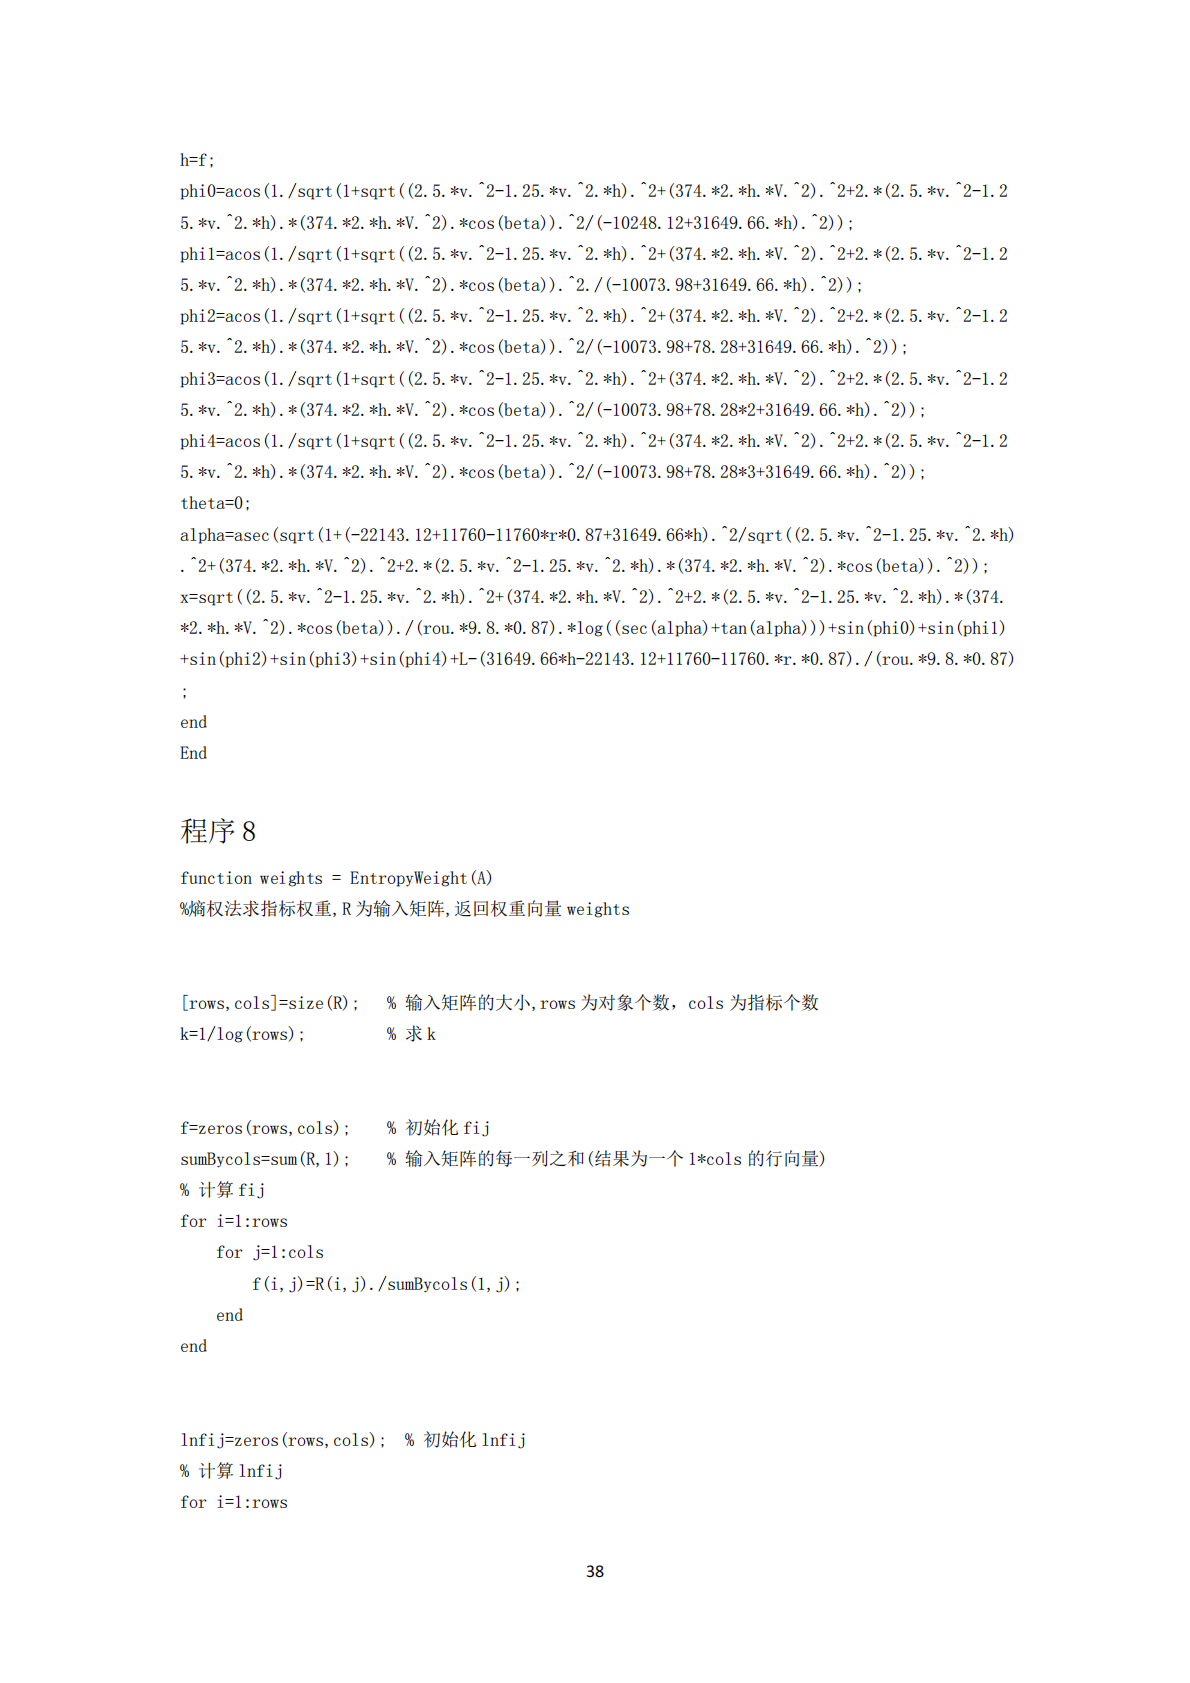 h=f;
phi0=acos(1./sqrt(1+sqrt((2.5.*v.^2-1.25.*v.^2.*h).^2+(374.*2.*h.*V.^2).^2+2.*(2.5.*v.^2-1.2
5.*v.^2.*h).*(374.*2.*h.*V.^2).*cos(beta)).^2/(-10248.12+31649.66.*h).^2));
phi1=acos(1./sqrt(1+sqrt((2.5.*v.^2-1.25.*v.^2.*h).^2+(374.*2.*h.*V.^2).^2+2.*(2.5.*v.^2-1.2
5.*v.^2.*h).*(374.*2.*h.*V.^2).*cos(beta)).^2./(-10073.98+31649.66.*h).^2));
phi2=acos(1./sqrt(1+sqrt((2.5.*v.^2-1.25.*v.^2.*h).^2+(374.*2.*h.*V.^2).^2+2.*(2.5.*v.^2-1.2
5.*v.^2.*h).*(374.*2.*h.*V.^2).*cos(beta)).^2/(-10073.98+78.28+31649.66.*h).^2));
phi3=acos(1./sqrt(1+sqrt((2.5.*v.^2-1.25.*v.^2.*h).^2+(374.*2.*h.*V.^2).^2+2.*(2.5.*v.^2-1.2
5.*v.^2.*h).*(374.*2.*h.*V.^2).*cos(beta)).^2/(-10073.98+78.28*2+31649.66.*h).^2));
phi4=acos(1./sqrt(1+sqrt((2.5.*v.^2-1.25.*v.^2.*h).^2+(374.*2.*h.*V.^2).^2+2.*(2.5.*v.^2-1.2
5.*v.^2.*h).*(374.*2.*h.*V.^2).*cos(beta)).^2/(-10073.98+78.28*3+31649.66.*h).^2));
theta=0;
alpha=asec(sqrt(1+(-22143.12+11760-11760*r*0.87+31649.66*h).^2/sqrt((2.5.*v.^2-1.25.*v.^2.*h)
.^2+(374.*2.*h.*V.^2).^2+2.*(2.5.*v.^2-1.25.*v.^2.*h).*(374.*2.*h.*V.^2).*cos(beta)).^2));
x=sqrt((2.5.*v.^2-1.25.*v.^2.*h).^2+(374.*2.*h.*V.^2).^2+2.*(2.5.*v.^2-1.25.*v.^2.*h).*(374.
*2.*h.*V.^2).*cos(beta))./(rou.*9.8.*0.87).*log((sec(alpha)+tan(alpha)))+sin(phi0)+sin(phi1)
+sin(phi2)+sin(phi3)+sin(phi4)+L-(31649.66*h-22143.12+11760-11760.*r.*0.87)./(rou.*9.8.*0.87)
;
end
End
程序 8
function weights = EntropyWeight(A)
%熵权法求指标权重,R 为输入矩阵,返回权重向量 weights
[rows,cols]=size(R);   % 输入矩阵的大小,rows 为对象个数，cols 为指标个数
k=1/log(rows);         % 求 k
f=zeros(rows,cols);    % 初始化 fij
sumBycols=sum(R,1);    % 输入矩阵的每一列之和(结果为一个 1*cols 的行向量)
% 计算 fij
for i=1:rows
    for j=1:cols
        f(i,j)=R(i,j)./sumBycols(1,j);
    end
end
lnfij=zeros(rows,cols);  % 初始化 lnfij
% 计算 lnfij
for i=1:rows
38